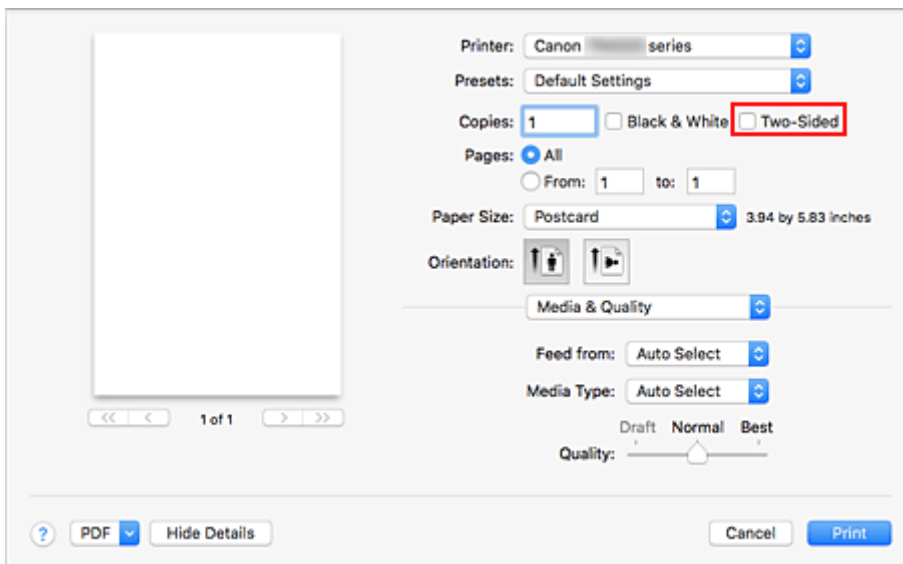 Printer: Canon series
Presets: Default Settings
Copies: 1 Black & White Two-Sided
Pages: All
From: 1 to: 1
Paper Size: Postcard 3.94 by 5.83 inches
Orientation:
Media & Quality
Feed from: Auto Select
Media Type: Auto Select
Draft Normal Best
Quality:
<< < 1 of 1 > >>
? PDF Hide Details Cancel Print